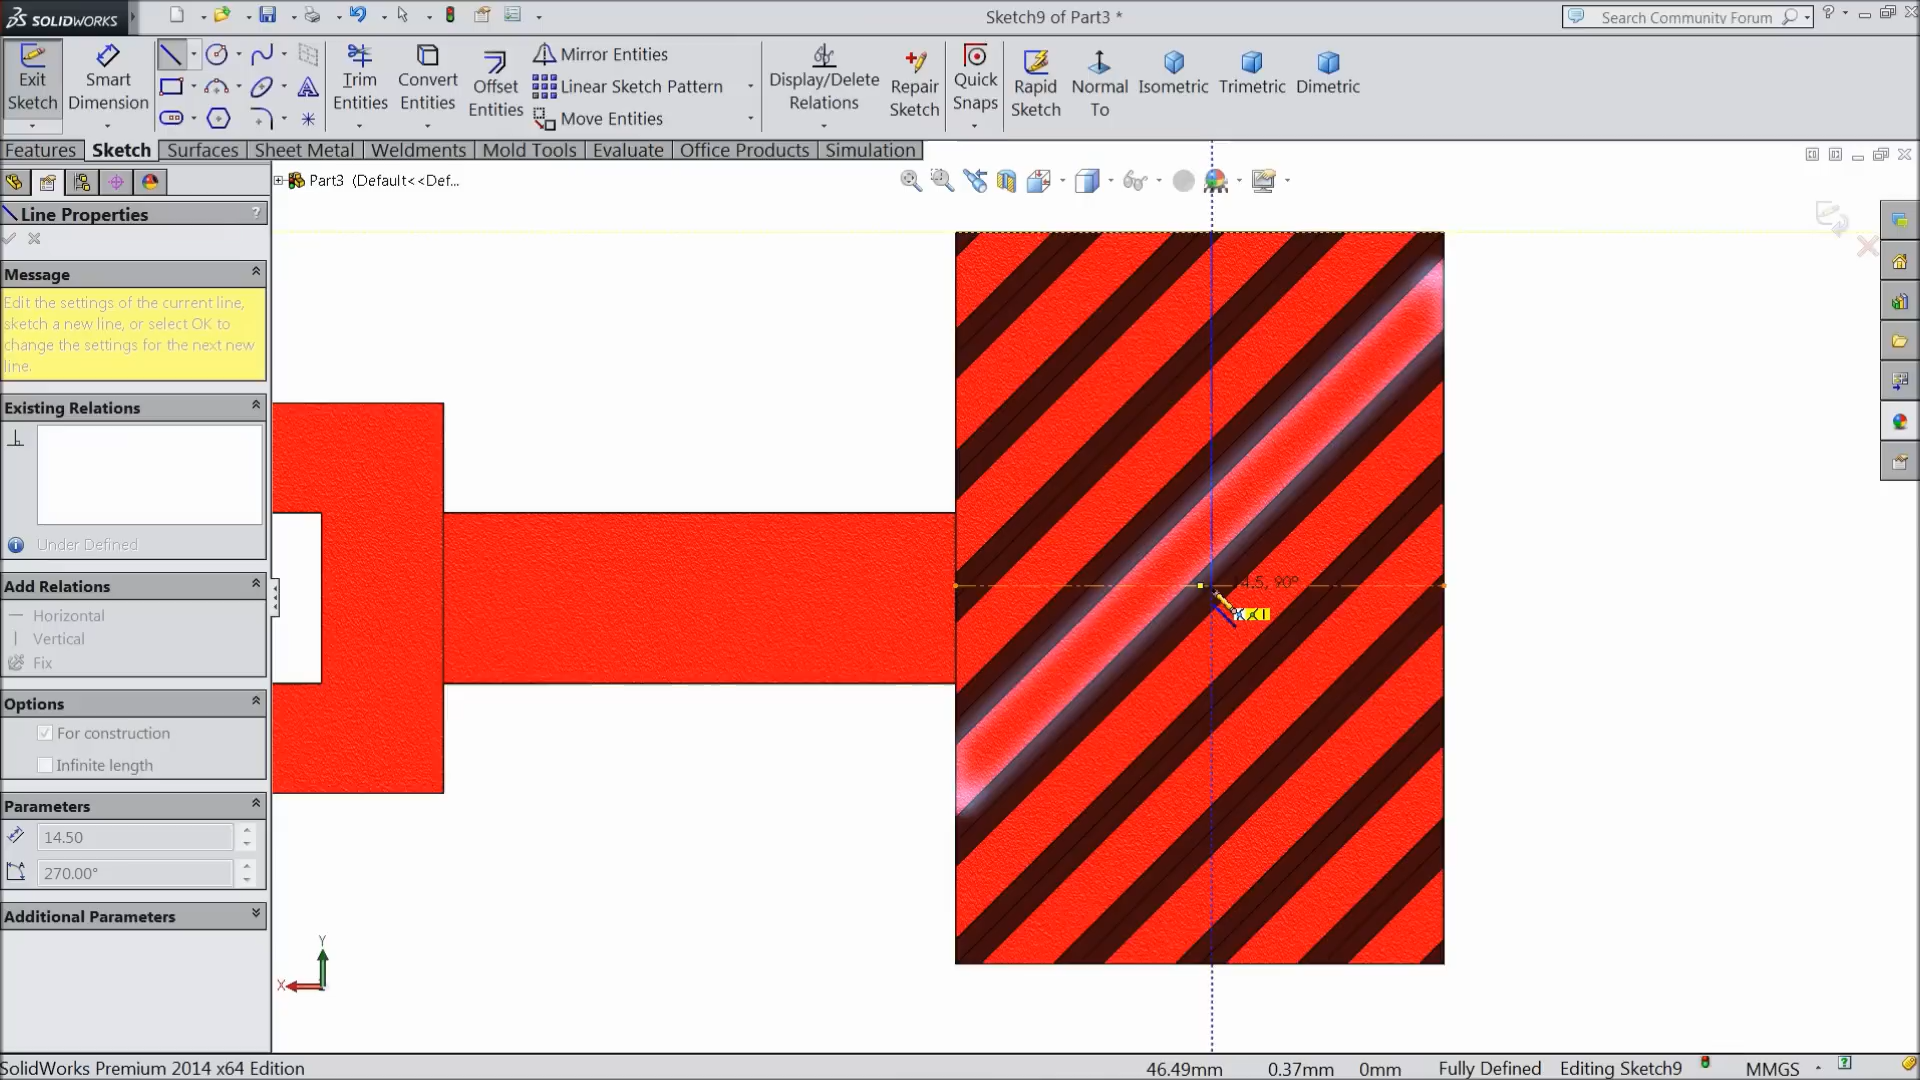 SOLIDWORKS
Sketch9 of Part3 *
Search Community Forum
Exit Sketch
Smart Dimension
Trim Entities
Convert Entities
Offset Entities
Mirror Entities
Linear Sketch Pattern
Move Entities
Display/Delete Relations
Repair Sketch
Quick Snaps
Rapid Sketch
Normal To
Isometric
Trimetric
Dimetric
Features
Sketch
Surfaces
Sheet Metal
Weldments
Mold Tools
Evaluate
Office Products
Simulation
Part3 (Default<<Def...
Line Properties
?
Message
Edit the settings of the current line,
sketch a new line, or select OK to
change the settings for the next new
line.
Existing Relations
Under Defined
Add Relations
Horizontal
Vertical
Fix
Options
For construction
Infinite length
Parameters
14.50
270.00°
Additional Parameters
4.5, 90°
Y
X
SolidWorks Premium 2014 x64 Edition
46.49mm
0.37mm
0mm
Fully Defined
Editing Sketch9
MMGS